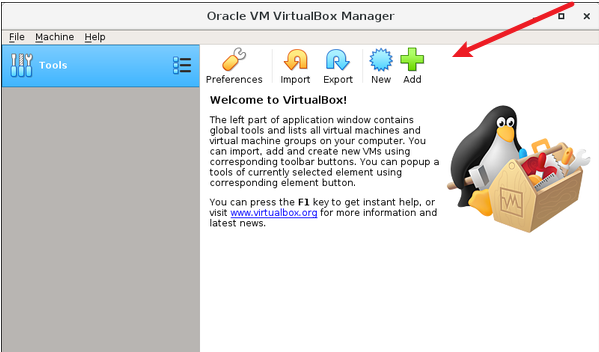 Oracle VM VirtualBox Manager
File Machine Help
Tools
Preferences Import Export New Add
Welcome to VirtualBox!
The left part of application window contains
global tools and lists all virtual machines and
virtual machine groups on your computer. You
can import, add and create new VMs using
corresponding toolbar buttons. You can popup a
tools of currently selected element using
corresponding element button.
You can press the F1 key to get instant help, or
visit www.virtualbox.org for more information and
latest news.